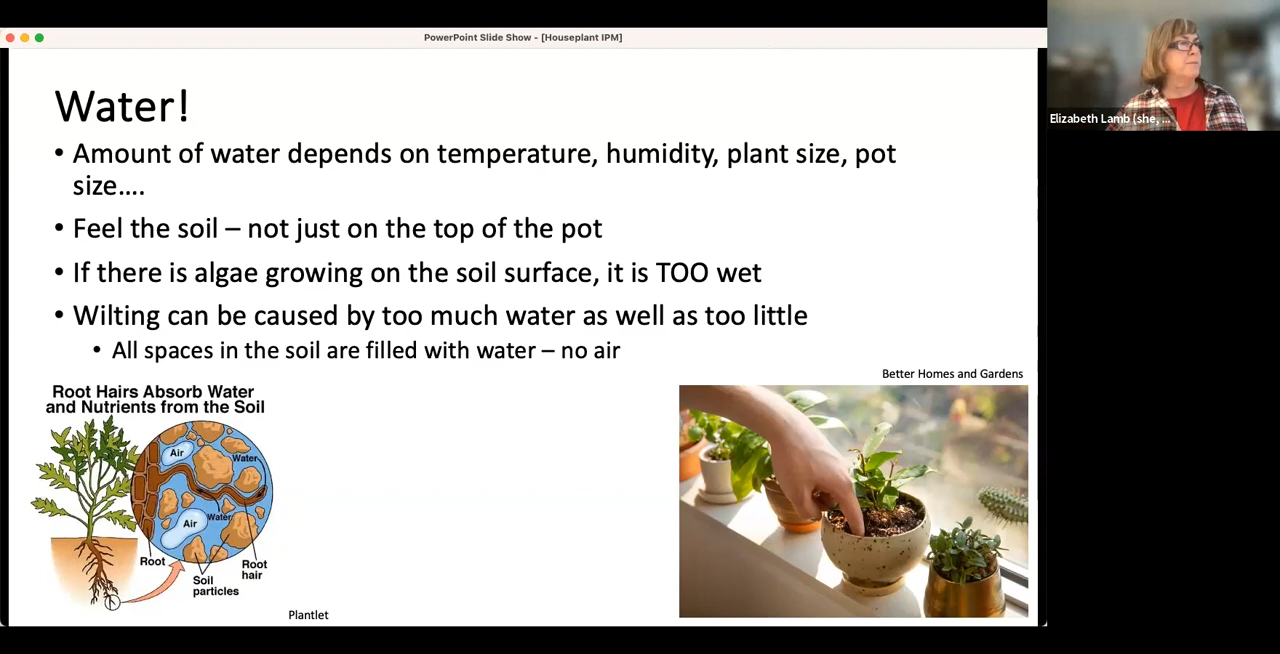 PowerPoint Slide Show - [Houseplant IPM]
Elizabeth Lamb (she, ...
Water!
• Amount of water depends on temperature, humidity, plant size, pot
size....
• Feel the soil – not just on the top of the pot
• If there is algae growing on the soil surface, it is TOO wet
• Wilting can be caused by too much water as well as too little
• All spaces in the soil are filled with water – no air
Better Homes and Gardens
Root Hairs Absorb Water
and Nutrients from the Soil
Air
Water
Air
Water
Root
Root
hair
Soil
particles
Plantlet